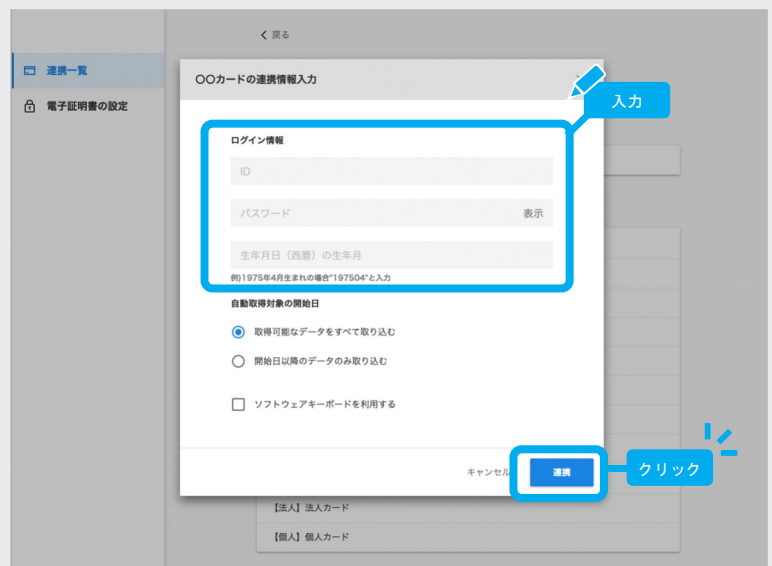 戻る
連携一覧
電子証明書の設定
〇〇カードの連携情報入力
入力
ログイン情報
ID
パスワード
表示
生年月日（西暦）の生年月
例)1975年4月生まれの場合"197504"と入力
自動取得対象の開始日
取得可能なデータをすべて取り込む
開始日以降のデータのみ取り込む
ソフトウェアキーボードを利用する
キャンセル
連携
クリック
【法人】法人カード
【個人】個人カード